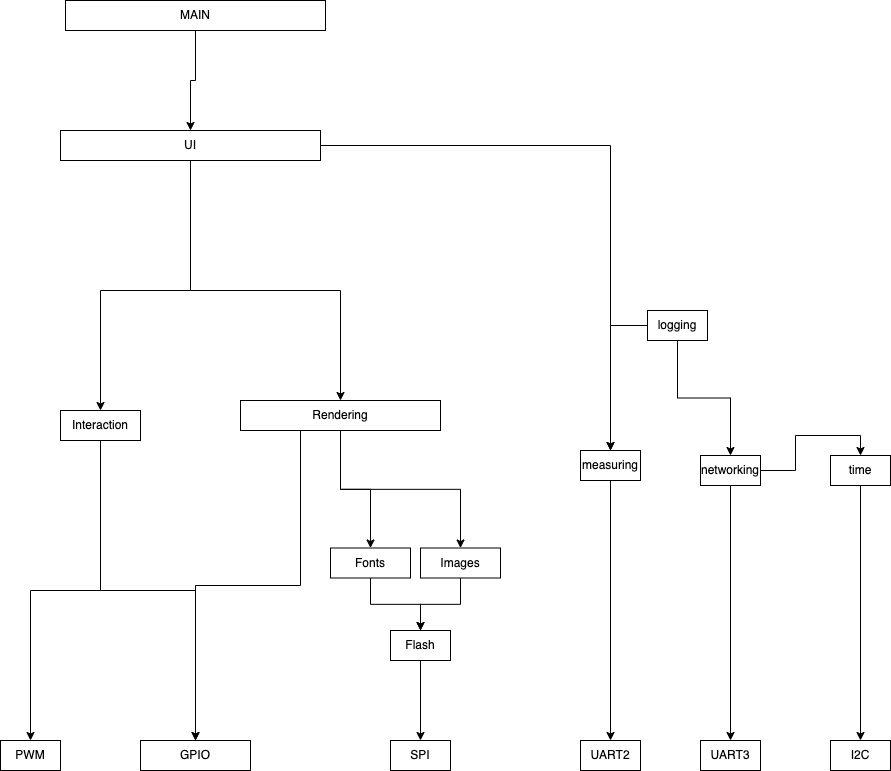 MAIN
UI
logging
Interaction
Rendering
measuring
networking
time
Fonts
Images
Flash
PWM
GPIO
SPI
UART2
UART3
I2C